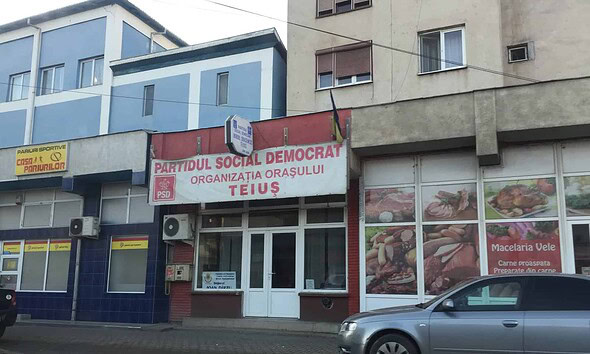 PARIURI SPORTIVE
CASA
PARIURILOR
PARTIDUL SOCIAL DEMOCRAT
ORGANIZAȚIA ORAȘULUI
TEIUȘ
PSD
Macelaria Vele
Carne proaspata
Preparate din carne